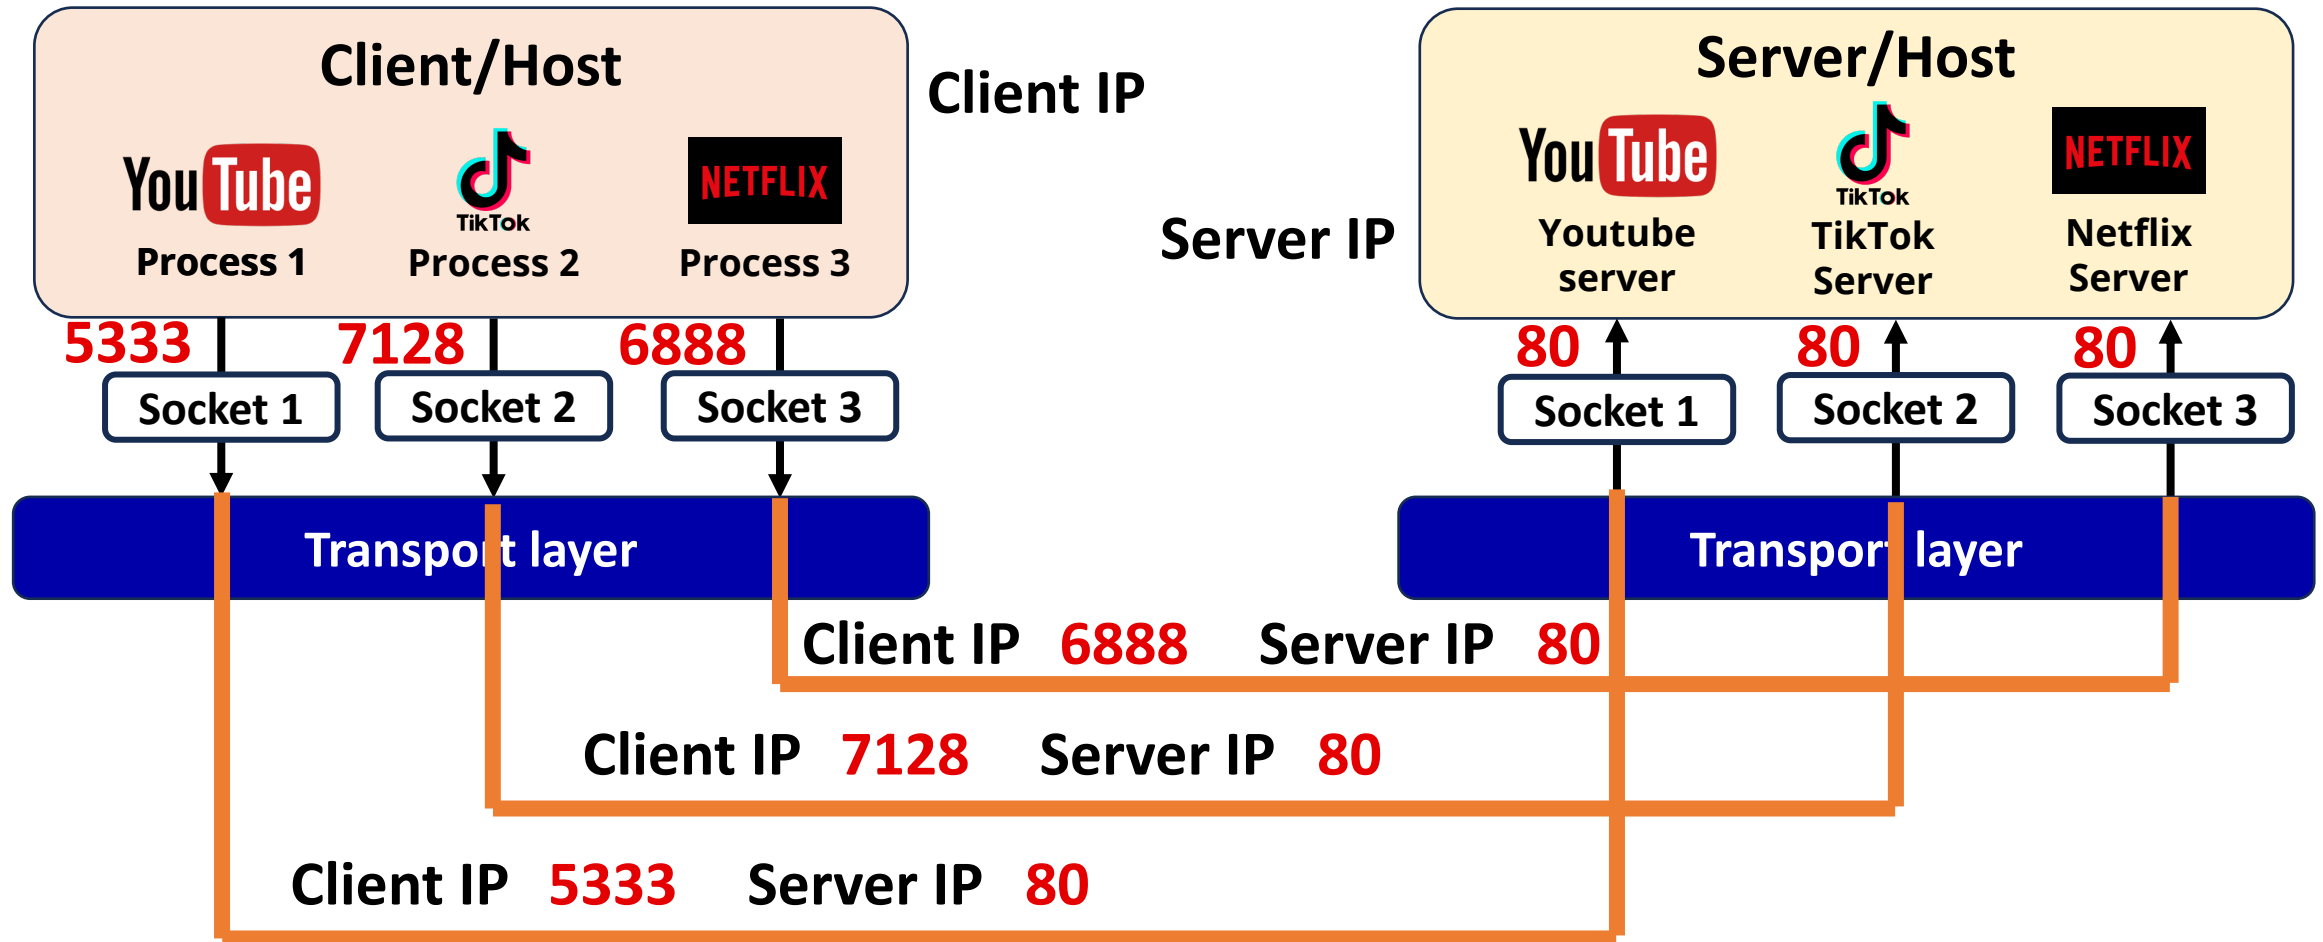 Client/Host
YouTube
TikTok
NETFLIX
Process 1
Process 2
Process 3
Client IP
Server IP
Server/Host
YouTube
TikTok
NETFLIX
Youtube
server
TikTok
Server
Netflix
Server
5333
7128
6888
80
80
80
Socket 1
Socket 2
Socket 3
Socket 1
Socket 2
Socket 3
Transport layer
Transport layer
Client IP 6888 Server IP 80
Client IP 7128 Server IP 80
Client IP 5333 Server IP 80